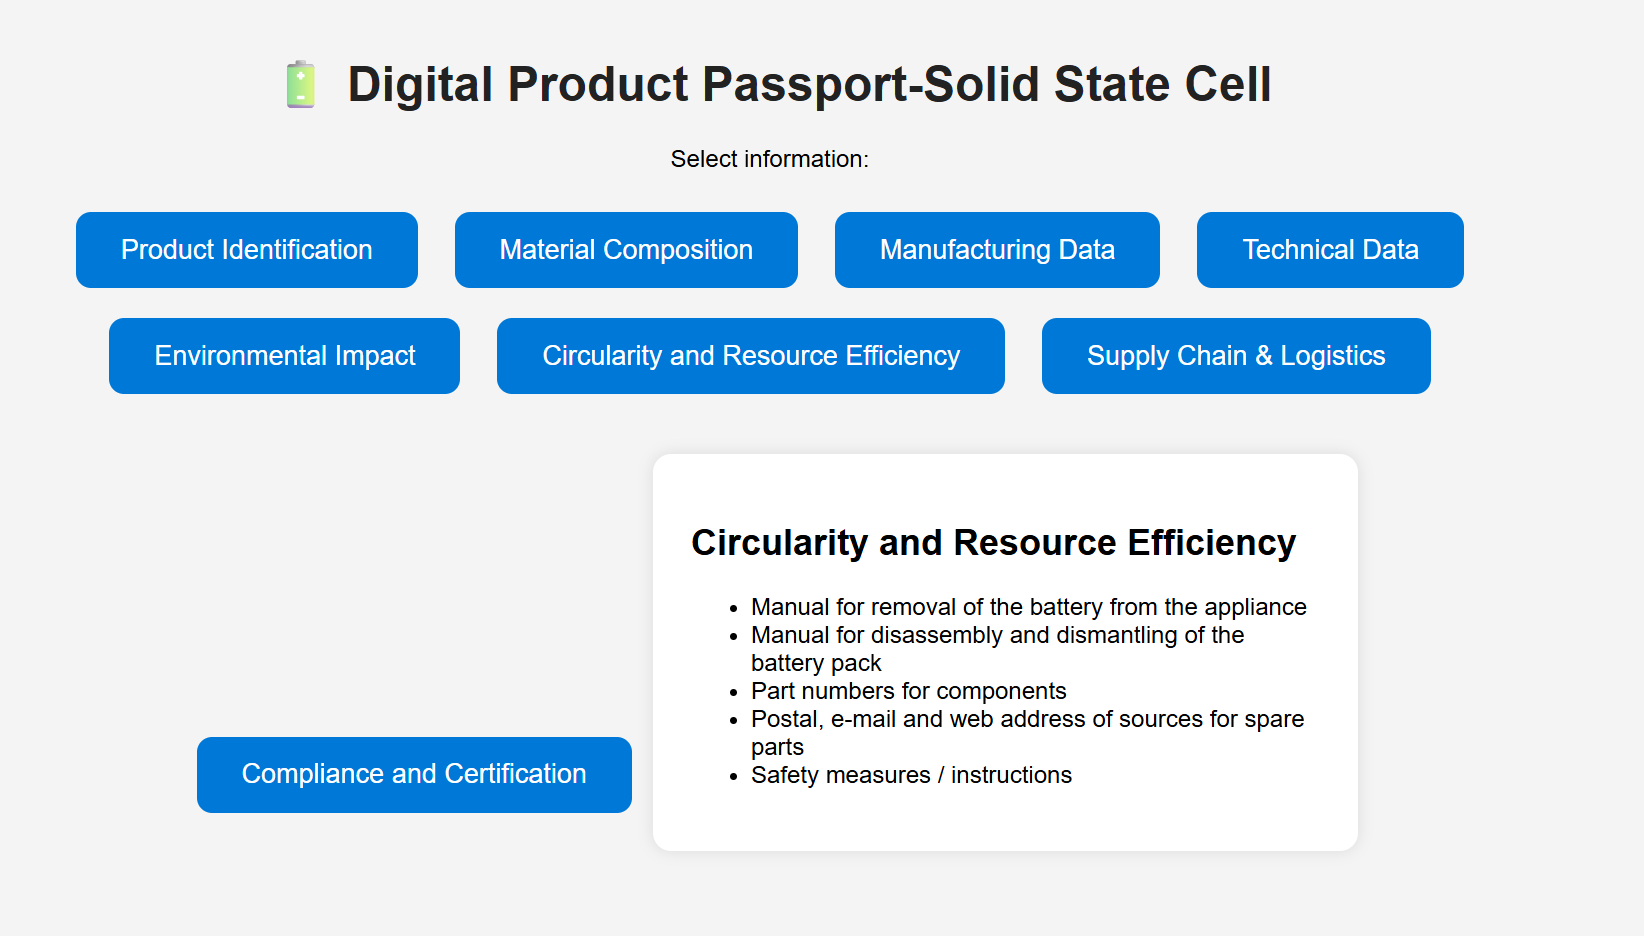 Digital Product Passport-Solid State Cell
Select information:
Product Identification
Material Composition
Manufacturing Data
Technical Data
Environmental Impact
Circularity and Resource Efficiency
Supply Chain & Logistics
Circularity and Resource Efficiency
• Manual for removal of the battery from the appliance
• Manual for disassembly and dismantling of the
battery pack
• Part numbers for components
• Postal, e-mail and web address of sources for spare
parts
• Safety measures / instructions
Compliance and Certification